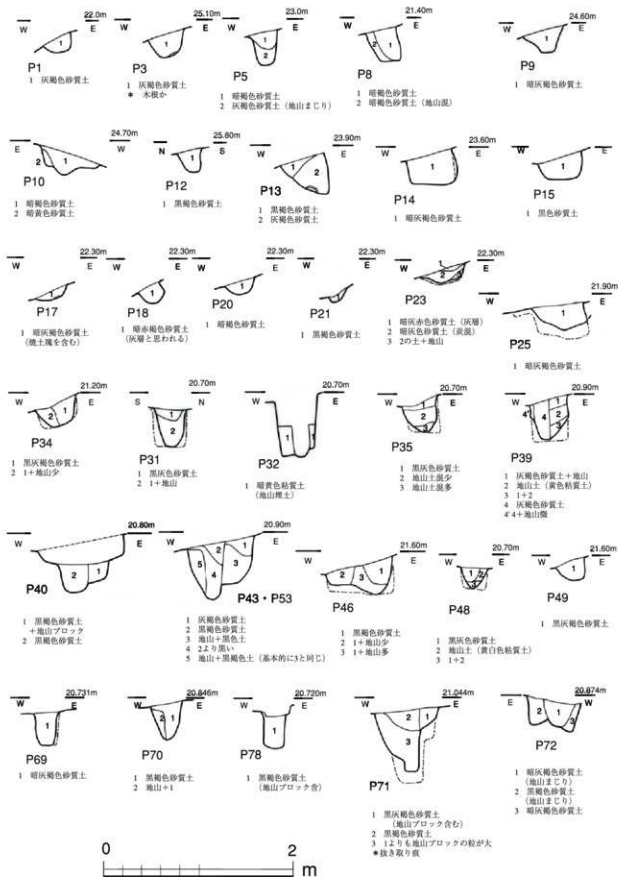 W 22.0m E
1
P1
1 灰褐色砂質土
W 25.10m E
1
P3
1 灰褐色砂質土
* 木根か
W 23.0m E
1
2
P5
1 暗褐色砂質土
2 灰褐色砂質土（地山まじり）
W 21.40m E
2 1
P8
1 暗褐色砂質土
2 暗褐色砂質土（地山混）
W 24.60m E
1
P9
1 暗灰褐色砂質土
E 24.70m W
2 1
P10
1 暗褐色砂質土
2 暗黄色砂質土
N 25.80m S
1
P12
1 黒褐色砂質土
W 23.90m E
1 2
P13
1 黒褐色砂質土
2 灰褐色砂質土
W 23.60m E
1
P14
1 暗灰褐色砂質土
W E
1
P15
1 黒色砂質土
W 22.30m E
1
P17
1 暗灰褐色砂質土
（焼土塊を含む）
W 22.30m E
1
P18
1 暗赤褐色砂質土
（灰層と思われる）
W 22.30m E
1
P20
1 暗褐色砂質土
W 22.30m E
1
P21
1 黒褐色砂質土
W 22.30m E
1
2
3
P23
1 暗灰赤色砂質土（灰層）
2 暗灰色砂質土（炭混）
3 2の土＋地山
W 21.90m E
1
P25
1 暗灰褐色砂質土
W 21.20m E
2 1
P34
1 黒灰褐色砂質土
2 1＋地山少
S 20.70m N
1
2
P31
1 黒灰色砂質土
2 1＋地山
W 20.70m E
1 1
P32
1 暗黄色粘質土
（地山埋土）
W 20.70m E
1
2
3
P35
1 黒灰色砂質土
2 地山土混少
3 地山土混多
W 20.90m E
1
4' 4 2
3
P39
1 灰褐色砂質土＋地山
2 地山土（黄色粘質土）
3 1+2
4 灰褐色砂質土
4' 4＋地山微
W 20.80m E
2 1
P40
1 黒褐色砂質土
＋地山ブロック
2 黒褐色砂質土
W 20.90m E
5 2 1
4 3
P43・P53
1 灰褐色砂質土
2 黒褐色砂質土
3 地山＋黒色土
4 2より黒い
5 地山＋黒褐色土（基本的に3と同じ）
W 21.60m E
2 3 1
P46
1 黒褐色砂質土
2 1＋地山少
3 1＋地山多
W 20.70m E
1 2
3
P48
1 黒灰色砂質土
2 地山土（黄白色粘質土）
3 1+2
W 21.60m E
1
P49
1 黒灰褐色砂質土
W 20.731m E
1
P69
1 暗灰褐色砂質土
W 20.846m E
2 1
P70
1 黒褐色砂質土
2 地山＋1
W 20.720m E
1
P78
1 黒褐色砂質土
（地山ブロック含）
W 21.044m E
2 1
3
P71
1 黒灰褐色砂質土
（地山ブロック含む）
2 黒褐色砂質土
3 1よりも地山ブロックの粒が大
*抜き取り痕
E 20.874m W
2 1 3
P72
1 暗灰褐色砂質土
（地山まじり）
2 黒褐色砂質土
（地山まじり）
3 暗灰褐色砂質土
0 2
m